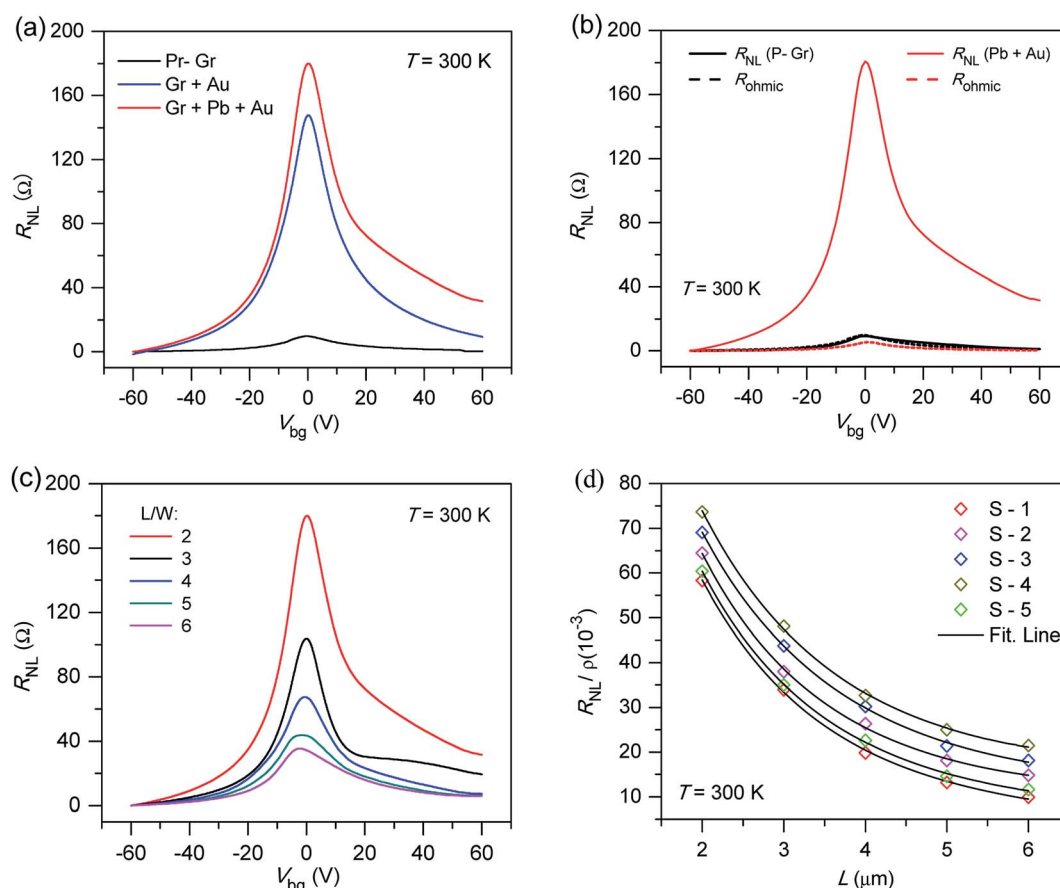 (a)
200
160
120
80
40
0
R_NL (Ω)
Pr- Gr
Gr + Au
Gr + Pb + Au
T = 300 K
-60 -40 -20 0 20 40 60
V_bg (V)
(b)
200
160
120
80
40
0
R_NL (Ω)
R_NL (P- Gr)
R_NL (Pb + Au)
R_ohmic
R_ohmic
T = 300 K
-60 -40 -20 0 20 40 60
V_bg (V)
(c)
200
160
120
80
40
0
R_NL (Ω)
L/W:
2
3
4
5
6
T = 300 K
-60 -40 -20 0 20 40 60
V_bg (V)
(d)
80
70
60
50
40
30
20
10
R_NL/ ρ(10^-3)
S - 1
S - 2
S - 3
S - 4
S - 5
Fit. Line
T = 300 K
2 3 4 5 6
L (μm)